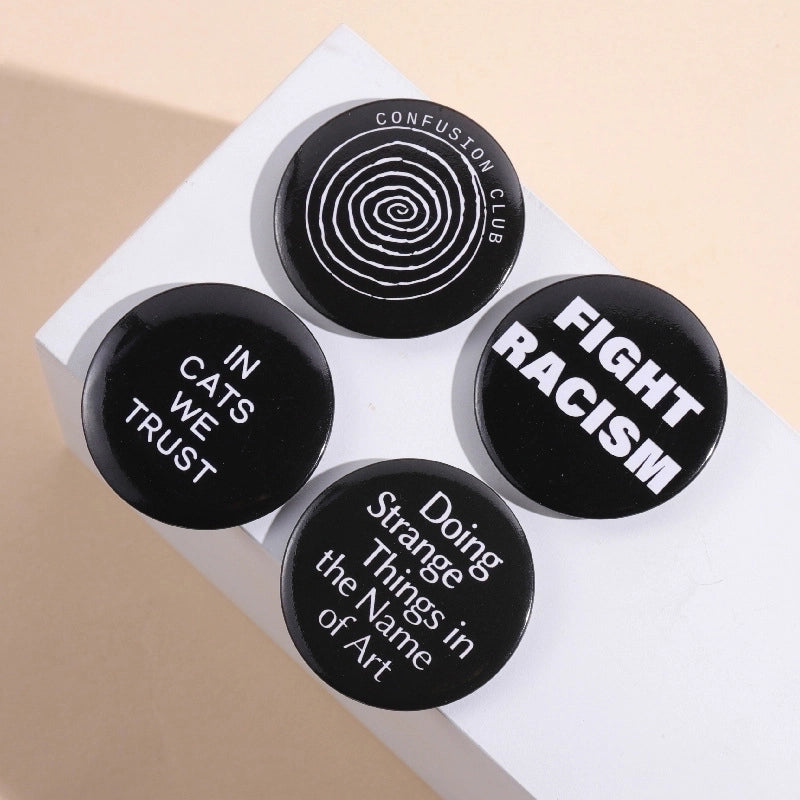 CONFUSION CLUB
IN
CATS
WE
TRUST
FIGHT
RACISM
Doing
Strange
Things in
the Name
of Art